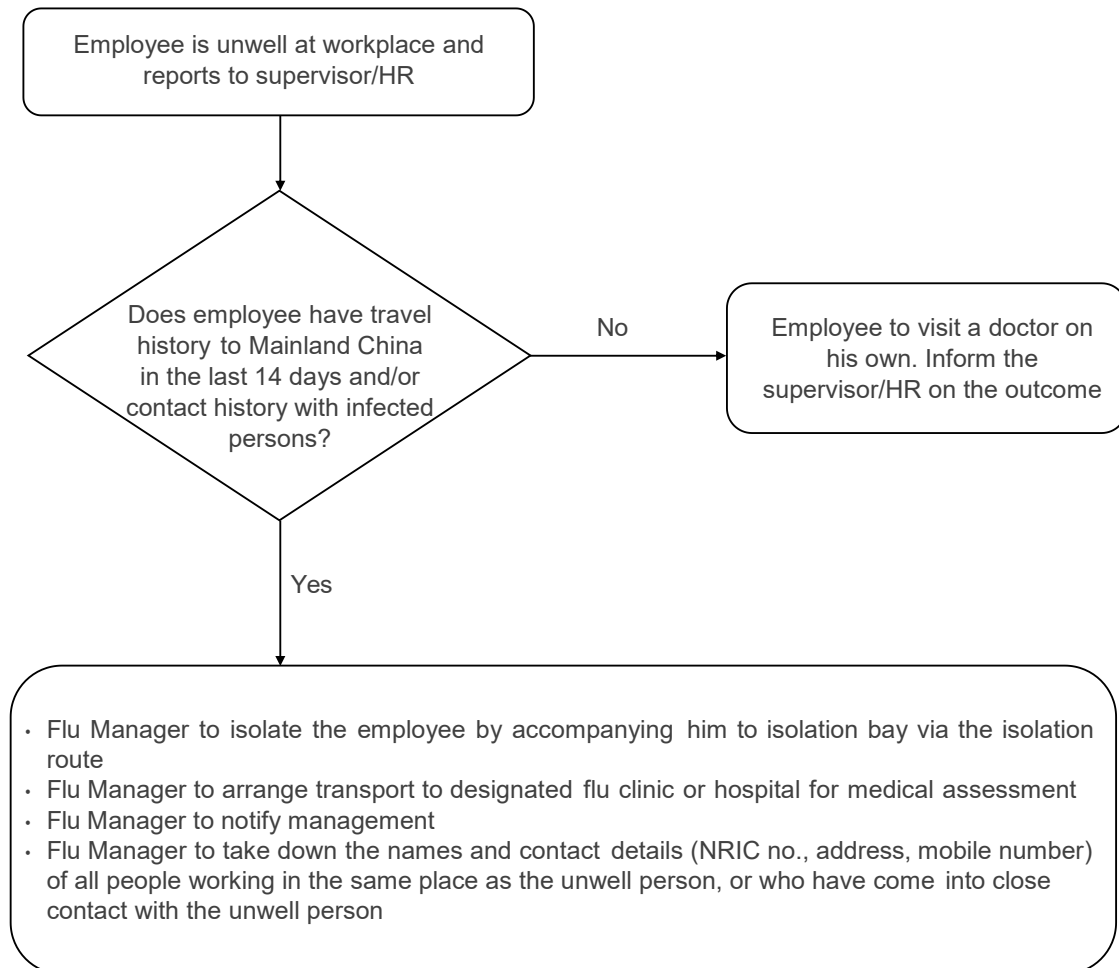 Employee is unwell at workplace and
reports to supervisor/HR
Does employee have travel
history to Mainland China
in the last 14 days and/or
contact history with infected
persons?
No
Employee to visit a doctor on
his own. Inform the
supervisor/HR on the outcome
Yes
· Flu Manager to isolate the employee by accompanying him to isolation bay via the isolation
route
· Flu Manager to arrange transport to designated flu clinic or hospital for medical assessment
· Flu Manager to notify management
· Flu Manager to take down the names and contact details (NRIC no., address, mobile number)
of all people working in the same place as the unwell person, or who have come into close
contact with the unwell person